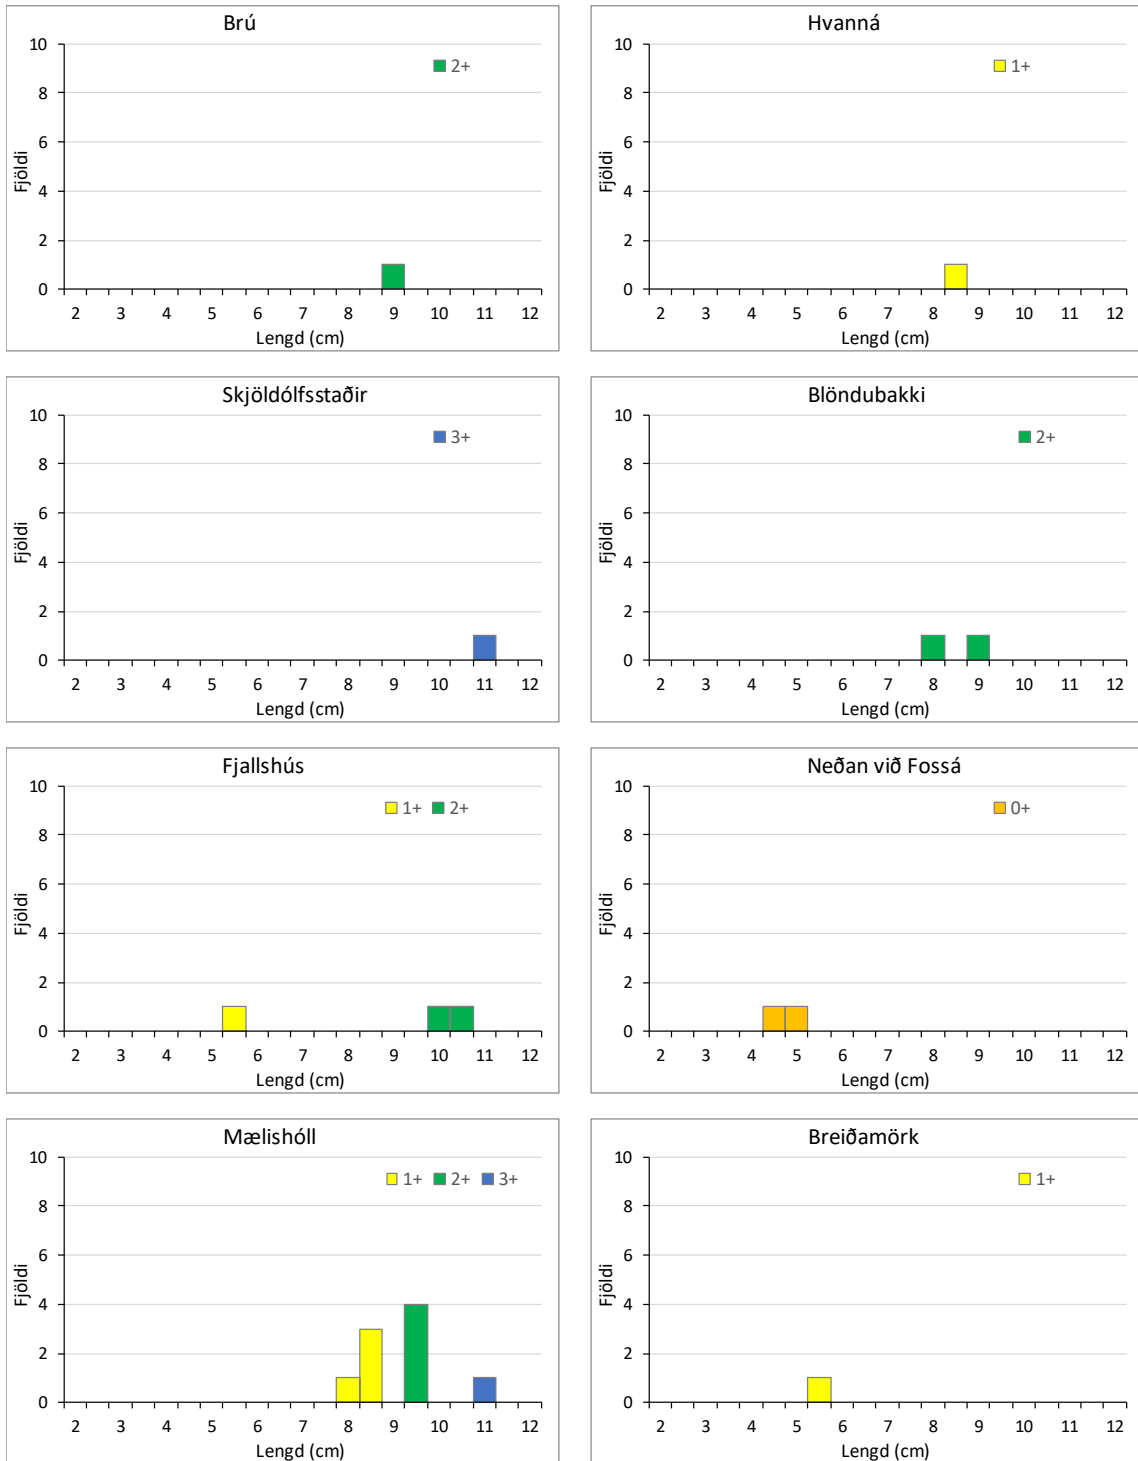 Brú
2+
10
8
6
4
2
0
Fjöldi
2 3 4 5 6 7 8 9 10 11 12
Lengd (cm)
Hvanná
1+
10
8
6
4
2
0
Fjöldi
2 3 4 5 6 7 8 9 10 11 12
Lengd (cm)
Skjöldólfsstaðir
3+
10
8
6
4
2
0
Fjöldi
2 3 4 5 6 7 8 9 10 11 12
Lengd (cm)
Blöndubakki
2+
10
8
6
4
2
0
Fjöldi
2 3 4 5 6 7 8 9 10 11 12
Lengd (cm)
Fjallshús
1+ 2+
10
8
6
4
2
0
Fjöldi
2 3 4 5 6 7 8 9 10 11 12
Lengd (cm)
Neðan við Fossá
0+
10
8
6
4
2
0
Fjöldi
2 3 4 5 6 7 8 9 10 11 12
Lengd (cm)
Mælishóll
1+ 2+ 3+
10
8
6
4
2
0
Fjöldi
2 3 4 5 6 7 8 9 10 11 12
Lengd (cm)
Breiðamörk
1+
10
8
6
4
2
0
Fjöldi
2 3 4 5 6 7 8 9 10 11 12
Lengd (cm)